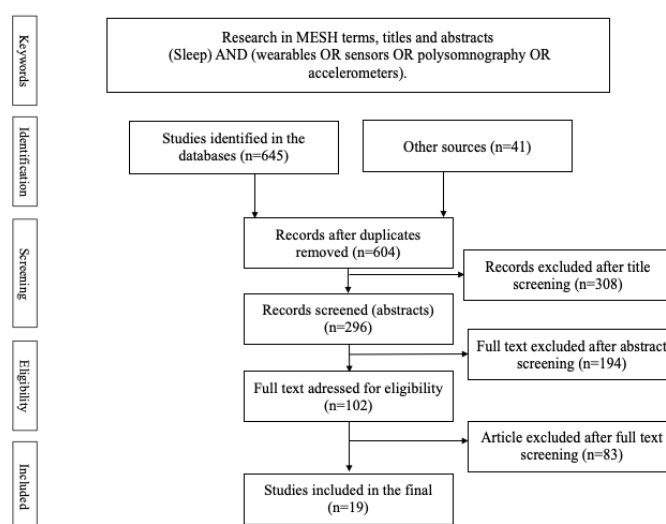 Keywords
Research in MESH terms, titles and abstracts
(Sleep) AND (wearables OR sensors OR polysomnography OR
accelerometers).
Identification
Studies identified in the
databases (n=645)
Other sources (n=41)
Screening
Records after duplicates
removed (n=604)
Records excluded after title
screening (n=308)
Records screened (abstracts)
(n=296)
Eligibility
Full text excluded after abstract
screening (n=194)
Full text adressed for eligibility
(n=102)
Included
Article excluded after full text
screening (n=83)
Studies included in the final
(n=19)